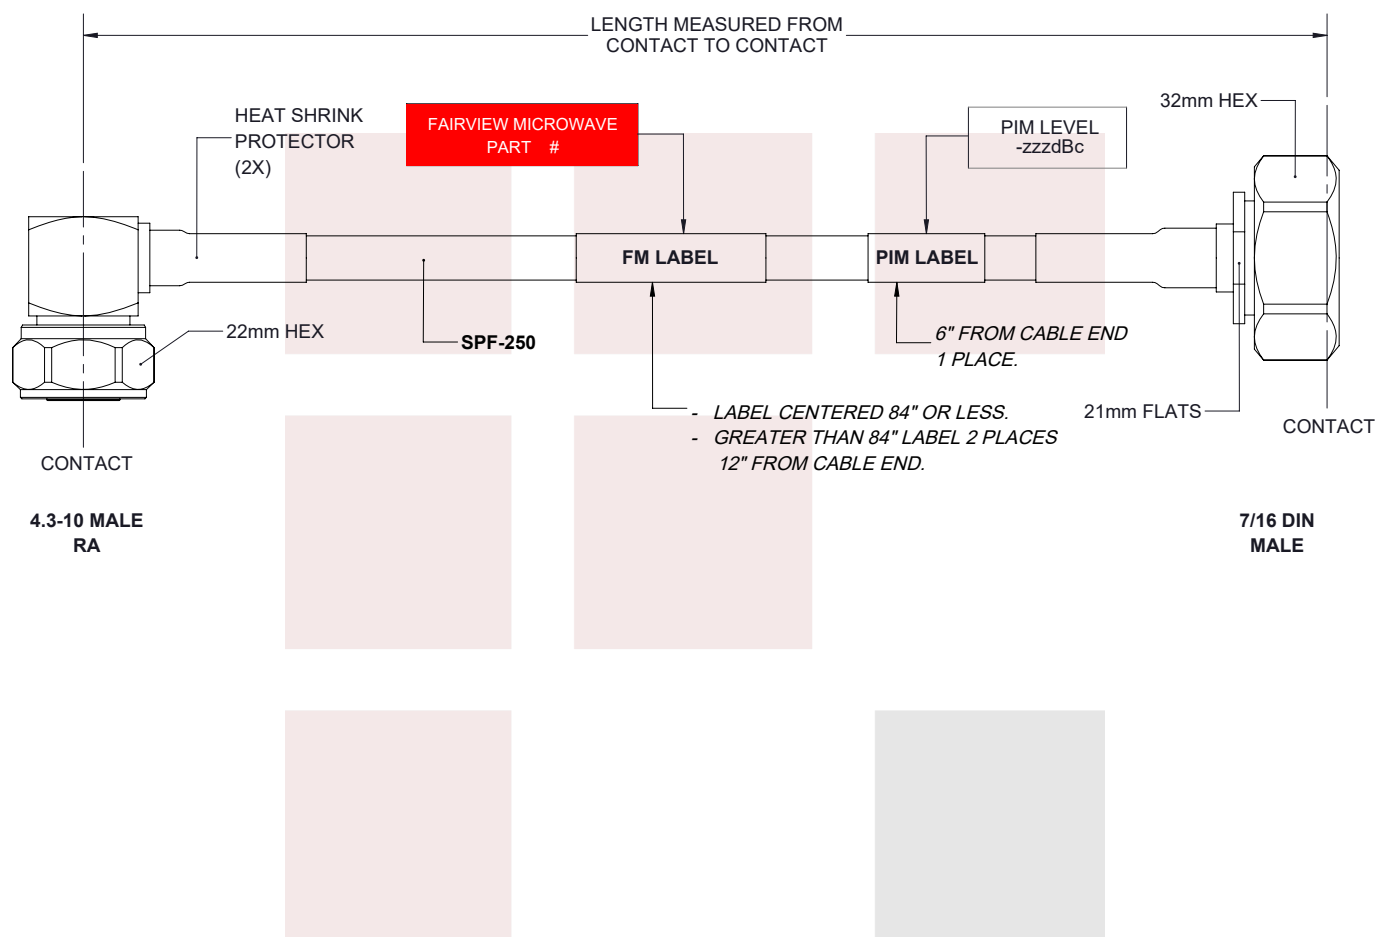 LENGTH MEASURED FROM
CONTACT TO CONTACT
HEAT SHRINK
PROTECTOR
(2X)
FAIRVIEW MICROWAVE
PART #
PIM LEVEL
-zzzdBc
32mm HEX
FM LABEL
PIM LABEL
22mm HEX
SPF-250
6" FROM CABLE END
1 PLACE.
- LABEL CENTERED 84" OR LESS.
- GREATER THAN 84" LABEL 2 PLACES
12" FROM CABLE END.
21mm FLATS
CONTACT
CONTACT
4.3-10 MALE
RA
7/16 DIN
MALE